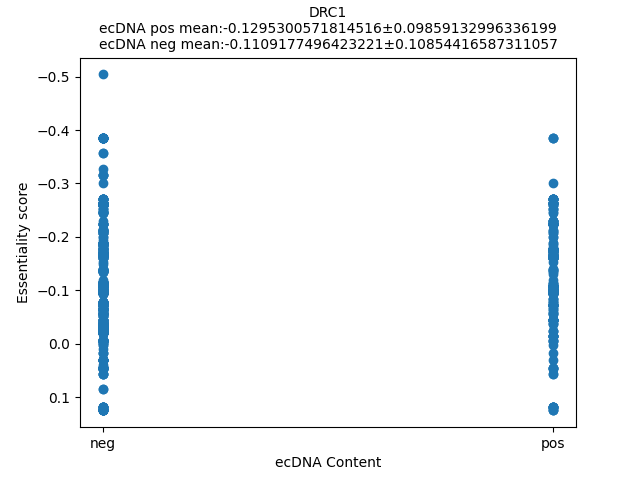 DRC1
ecDNA pos mean:-0.1295300571814516±0.09859132996336199
ecDNA neg mean:-0.1109177496423221±0.10854416587311057
−0.5
−0.4
−0.3
−0.2
−0.1
0.0
0.1
Essentiality score
neg
pos
ecDNA Content